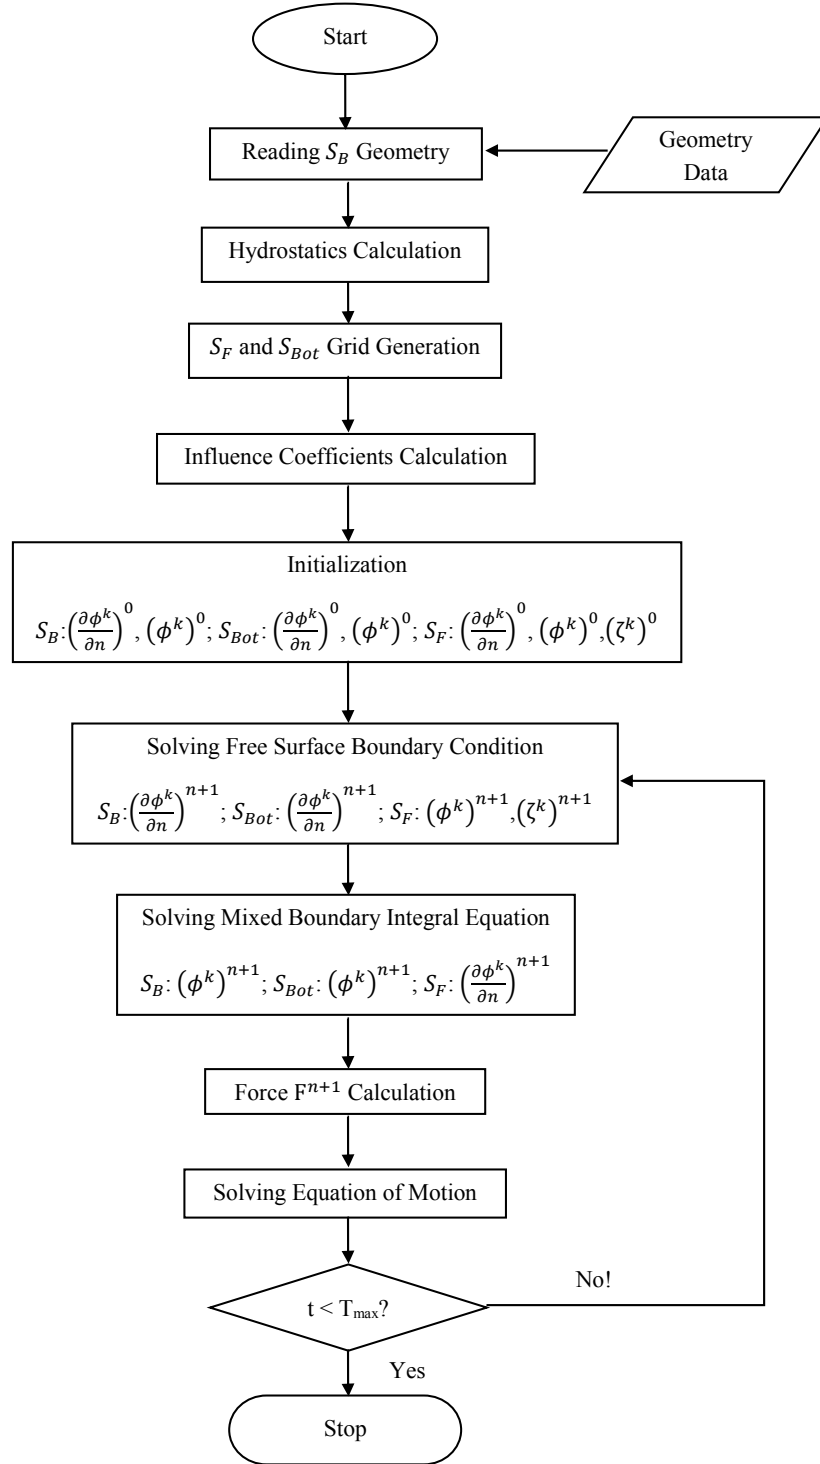 Start
Reading S_B Geometry
Geometry
Data
Hydrostatics Calculation
S_F and S_Bot Grid Generation
Influence Coefficients Calculation
Initialization
S_B:(∂ϕ^k/∂n)^0, (ϕ^k)^0; S_Bot: (∂ϕ^k/∂n)^0, (ϕ^k)^0; S_F: (∂ϕ^k/∂n)^0, (ϕ^k)^0,(ζ^k)^0
Solving Free Surface Boundary Condition
S_B:(∂ϕ^k/∂n)^{n+1}; S_Bot: (∂ϕ^k/∂n)^{n+1}; S_F: (ϕ^k)^{n+1},(ζ^k)^{n+1}
Solving Mixed Boundary Integral Equation
S_B: (ϕ^k)^{n+1}; S_Bot: (ϕ^k)^{n+1}; S_F: (∂ϕ^k/∂n)^{n+1}
Force F^{n+1} Calculation
Solving Equation of Motion
t < T_max?
No!
Yes
Stop